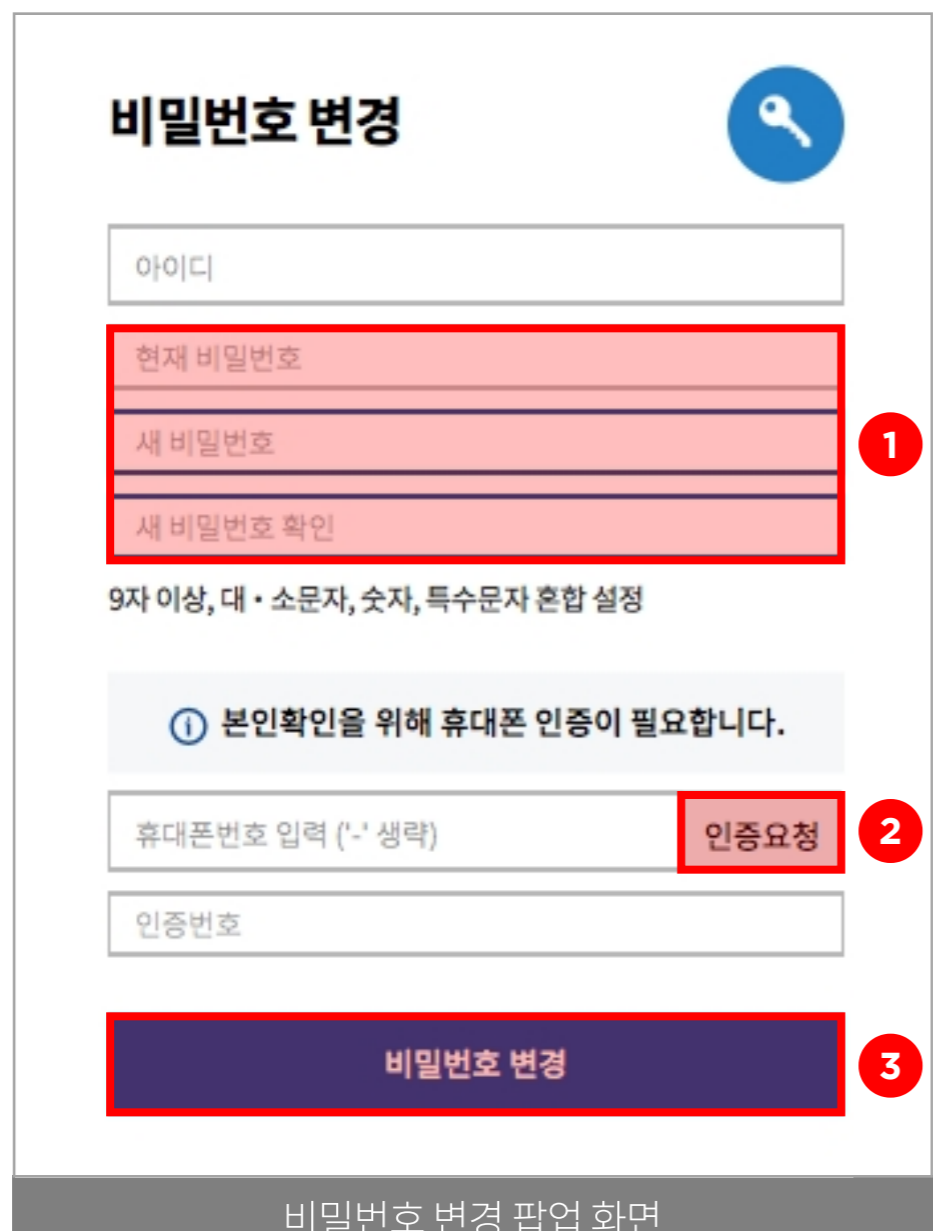 비밀번호 변경
아이디
현재 비밀번호
새 비밀번호
1
새 비밀번호 확인
9자 이상, 대・소문자, 숫자, 특수문자 혼합 설정
본인확인을 위해 휴대폰 인증이 필요합니다.
휴대폰번호 입력 ('-' 생략)
인증요청
2
인증번호
비밀번호 변경
3
비밀번호 변경 팝업 화면